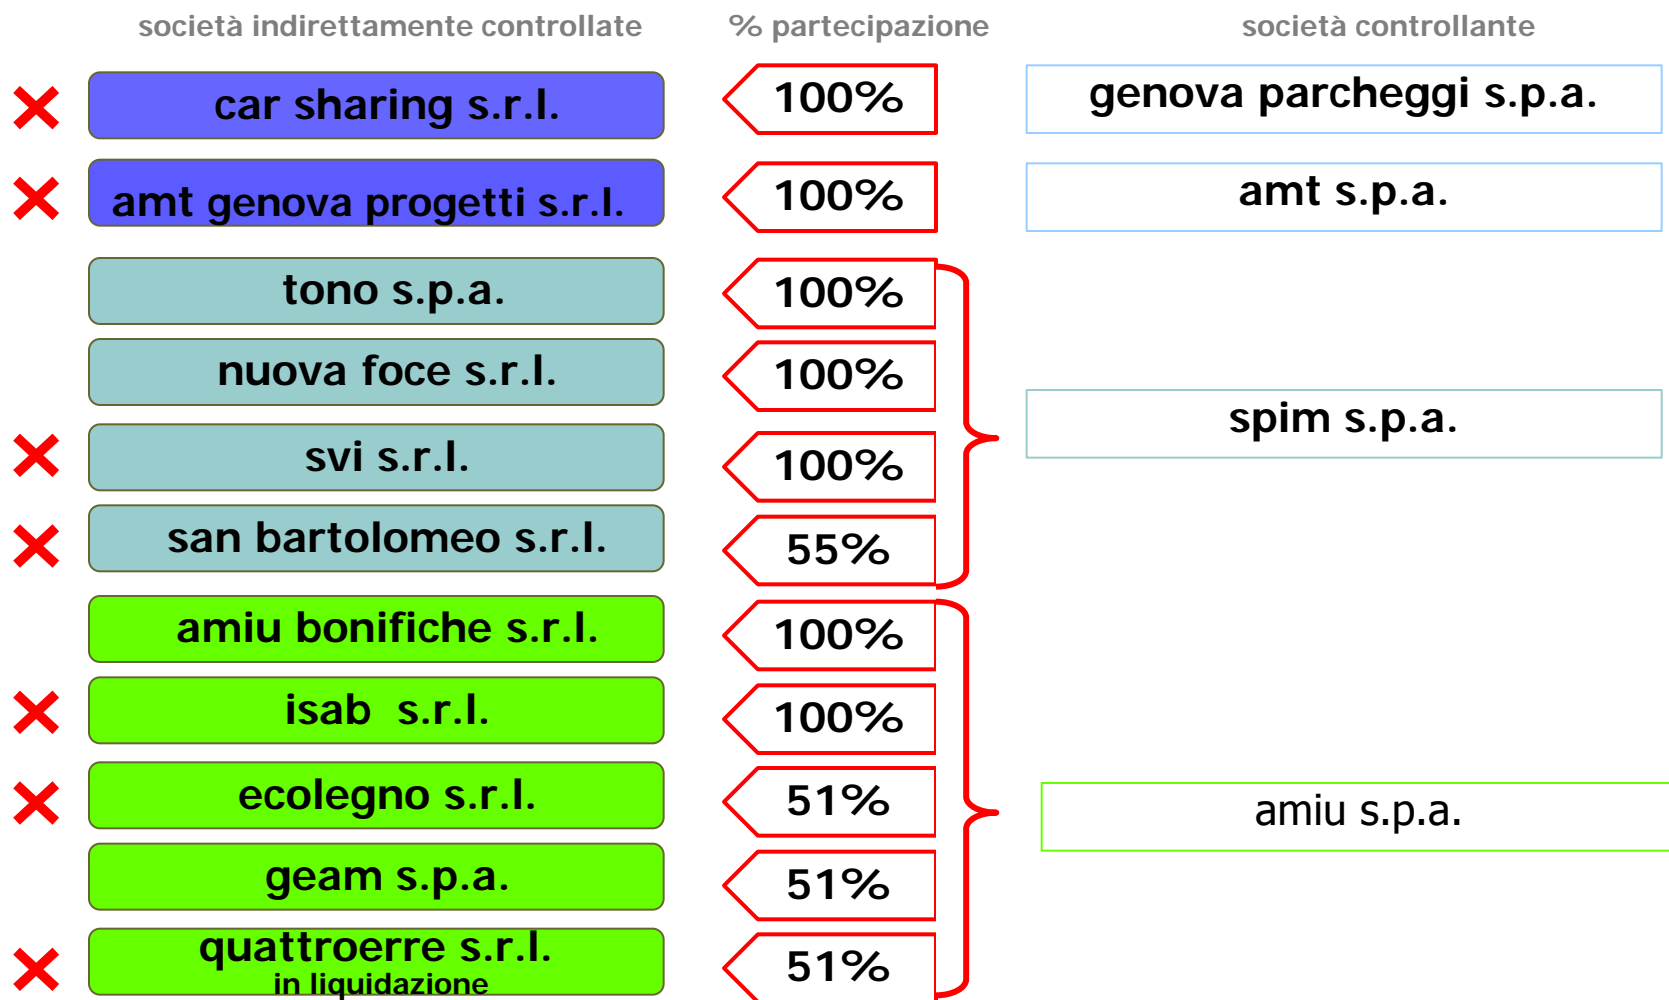 società indirettamente controllate % partecipazione società controllante
car sharing s.r.l. 100% genova parcheggi s.p.a.
amt genova progetti s.r.l. 100% amt s.p.a.
tono s.p.a. 100%
nuova foce s.r.l. 100%
spim s.p.a.
svi s.r.l. 100%
san bartolomeo s.r.l. 55%
amiu bonifiche s.r.l. 100%
isab s.r.l. 100%
ecolegno s.r.l. 51% amiu s.p.a.
geam s.p.a. 51%
quattroerre s.r.l. 51%
in liquidazione